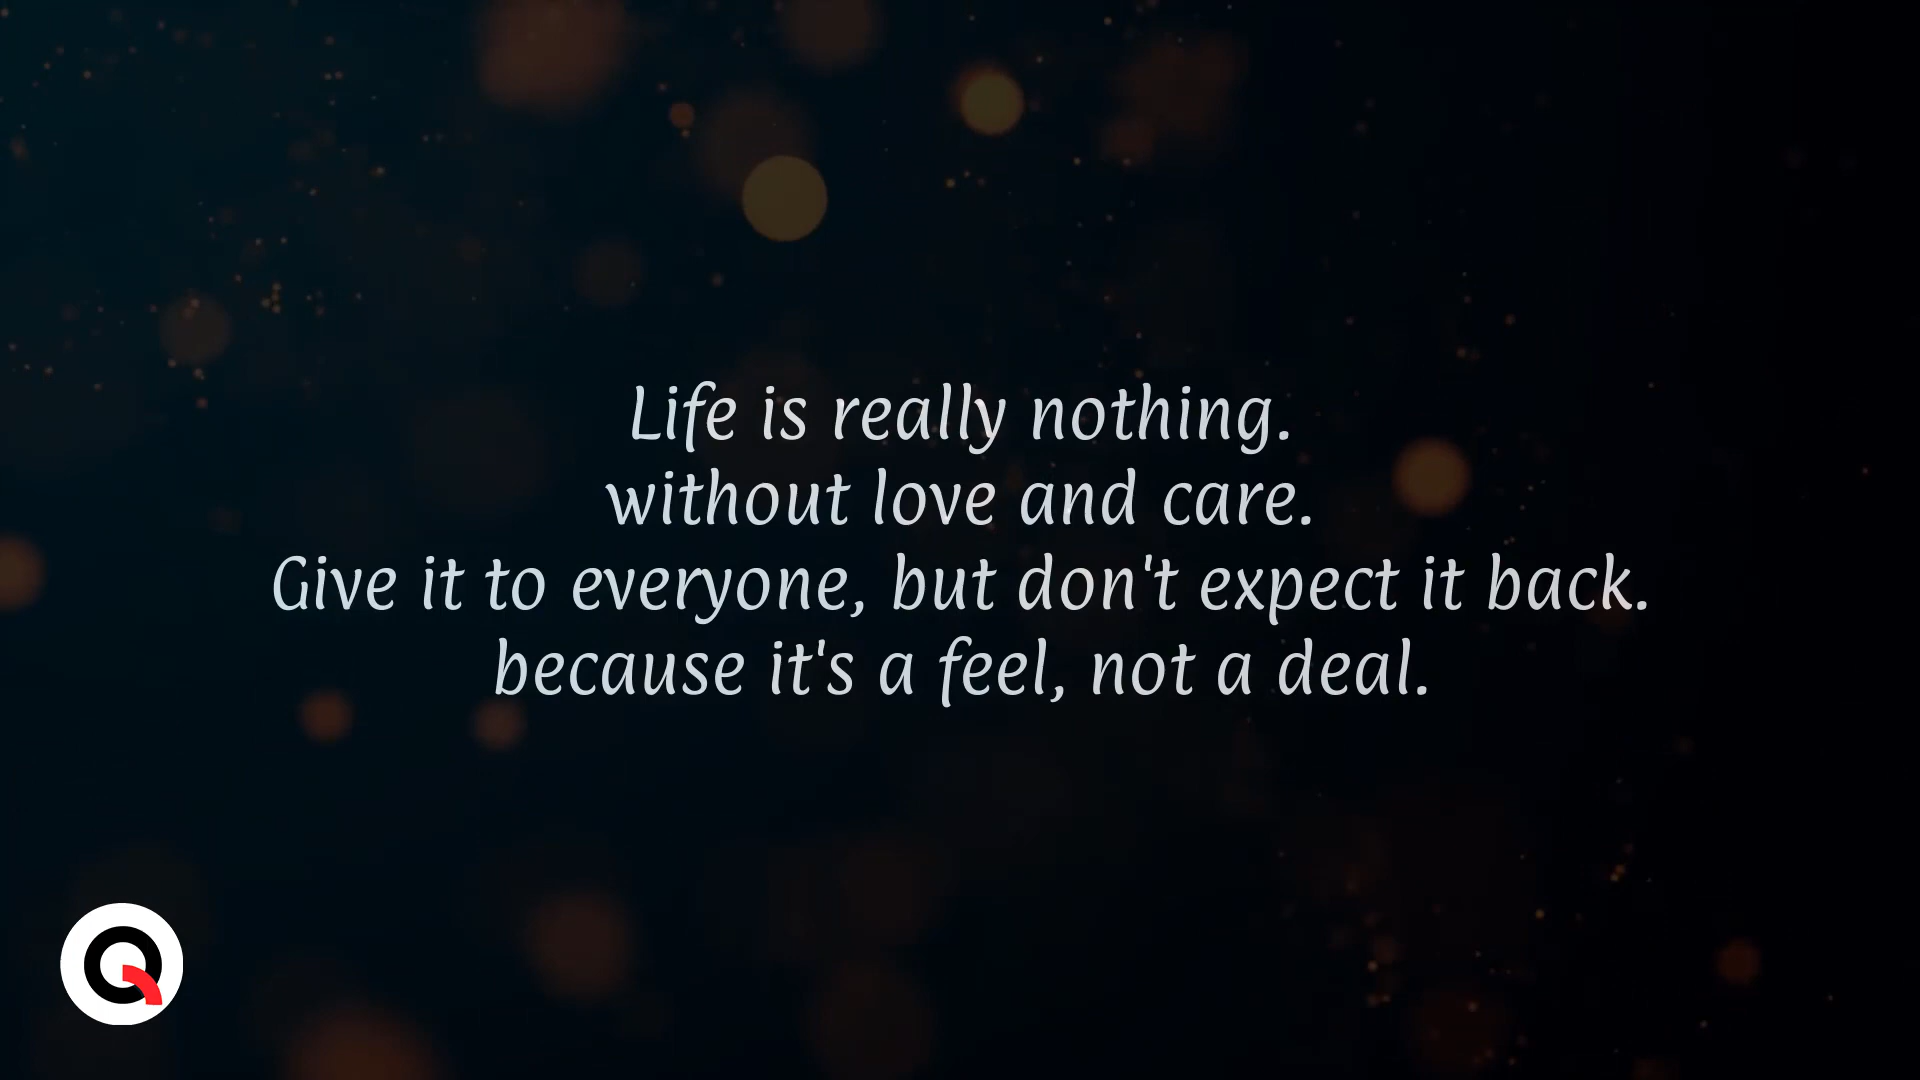 Life is really nothing.
without love and care.
Give it to everyone, but don't expect it back.
because it's a feel, not a deal.